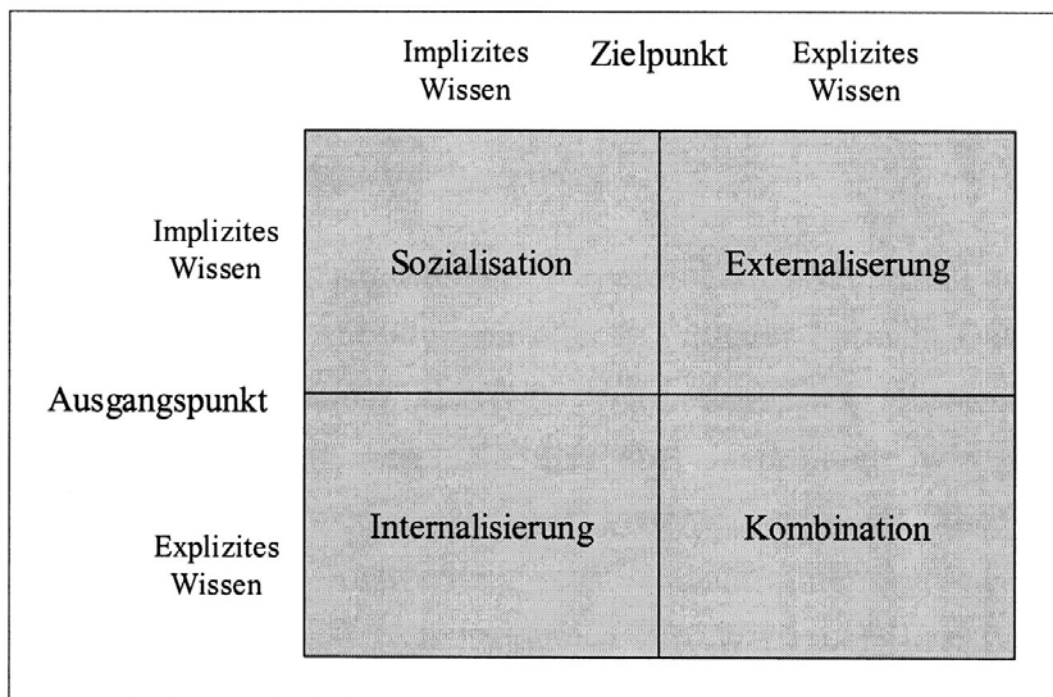 Implizites Wissen
Zielpunkt
Explizites Wissen
Implizites Wissen
Sozialisation
Externaliserung
Ausgangspunkt
Explizites Wissen
Internalisierung
Kombination